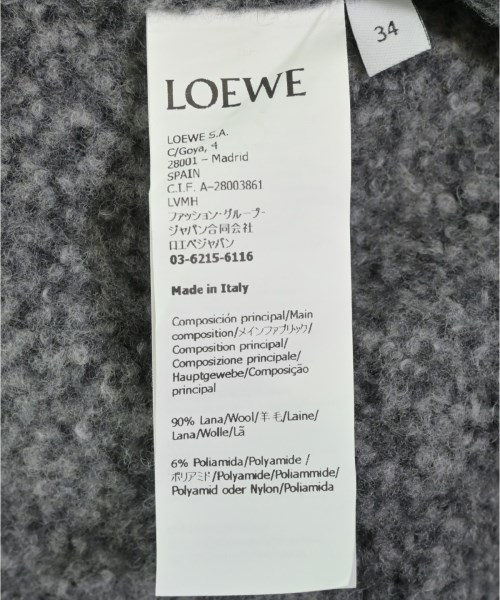 34
LOEWE
LOEWE S.A.
C/Goya, 4
28001 – Madrid
SPAIN
C.I.F. A-28003861
LVMH
ファッション・グループ
ジャパン合同会社
ロエベジャパン
03-6215-6116
Made in Italy
Composición principal/Main
composition/メインファブリック/
Composition principal/
Composizione principale/
Hauptgewebe/Composição
principal
90% Lana/Wool/羊毛/Laine/
Lana/Wolle/Lã
6% Poliamida/Polyamide /
ポリアミド/Polyamide/Poliammide/
Polyamid oder Nylon/Poliamida